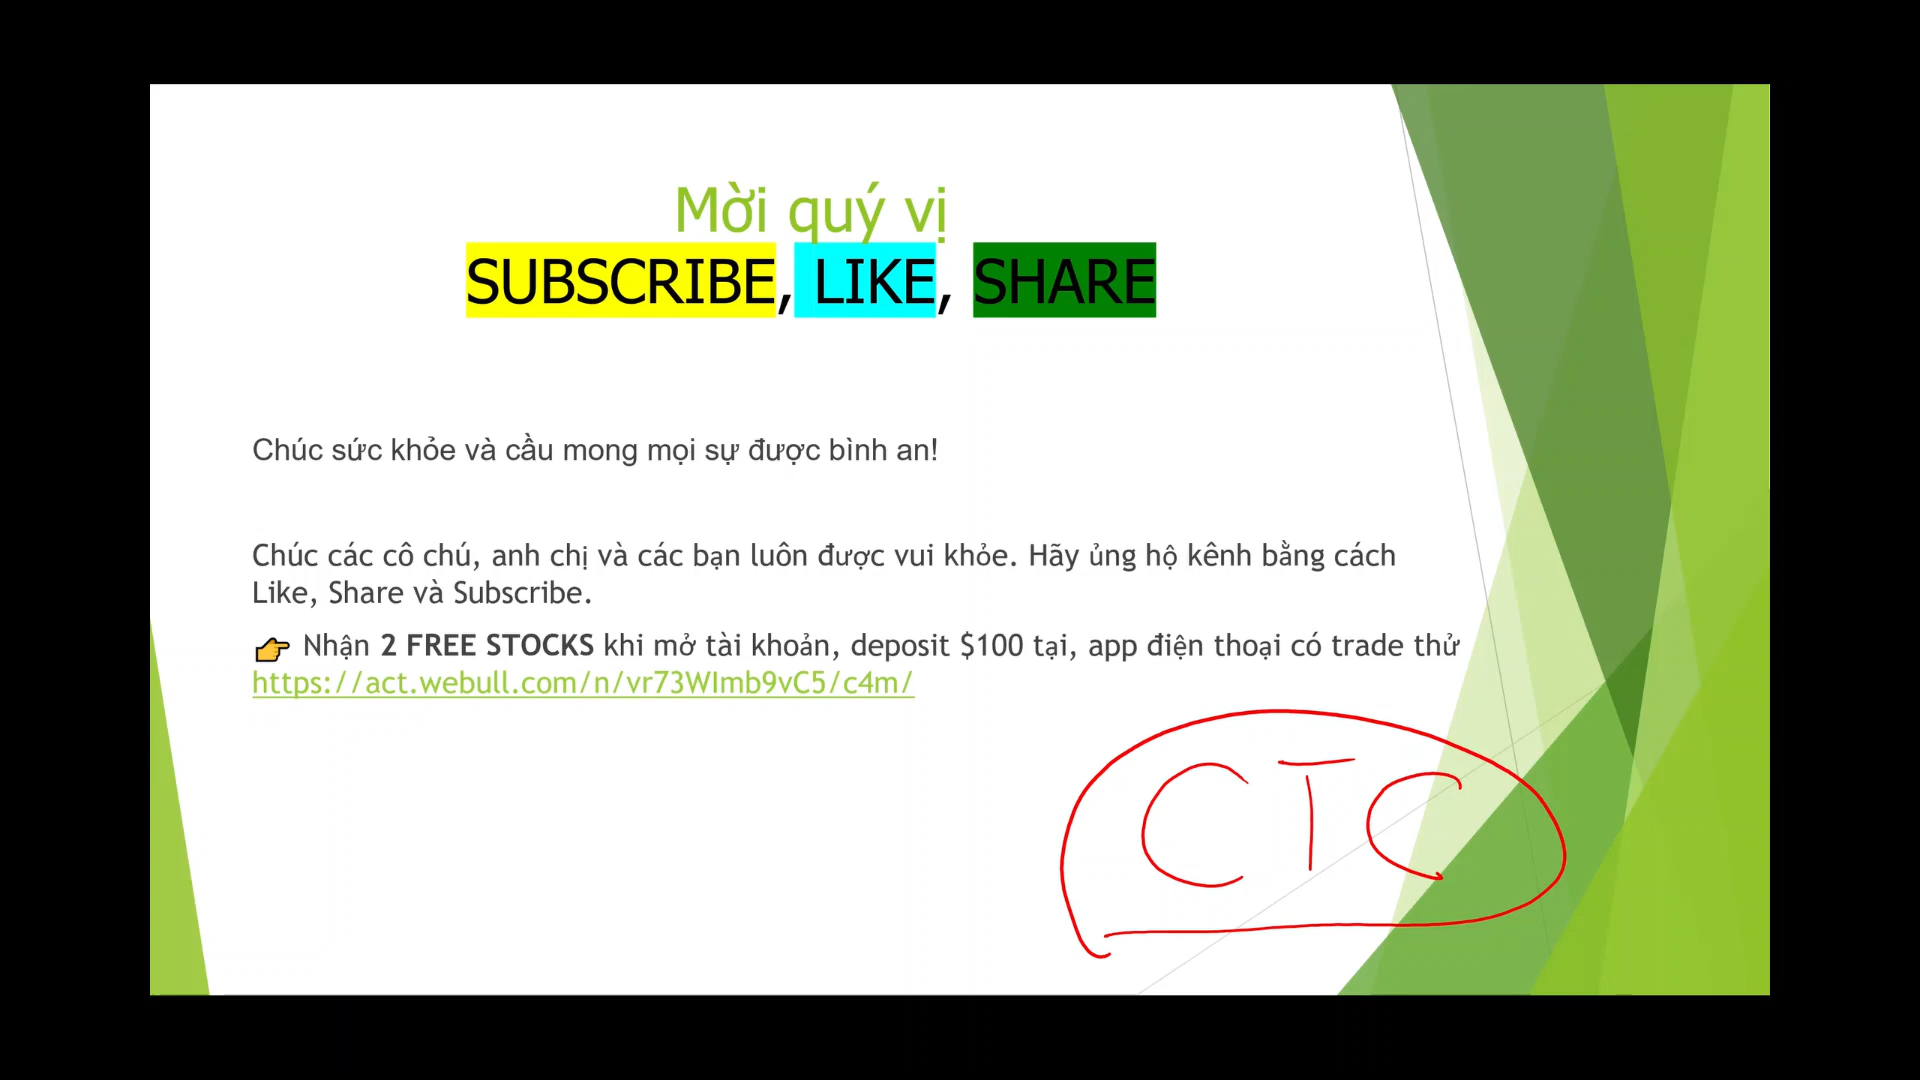 Mời quý vị
SUBSCRIBE, LIKE, SHARE
Chúc sức khỏe và cầu mong mọi sự được bình an!
Chúc các cô chú, anh chị và các bạn luôn được vui khỏe. Hãy ủng hộ kênh bằng cách
Like, Share và Subscribe.
👉 Nhận 2 FREE STOCKS khi mở tài khoản, deposit $100 tại, app điện thoại có trade thử
https://act.webull.com/n/vr73WImb9vC5/c4m/
CTC